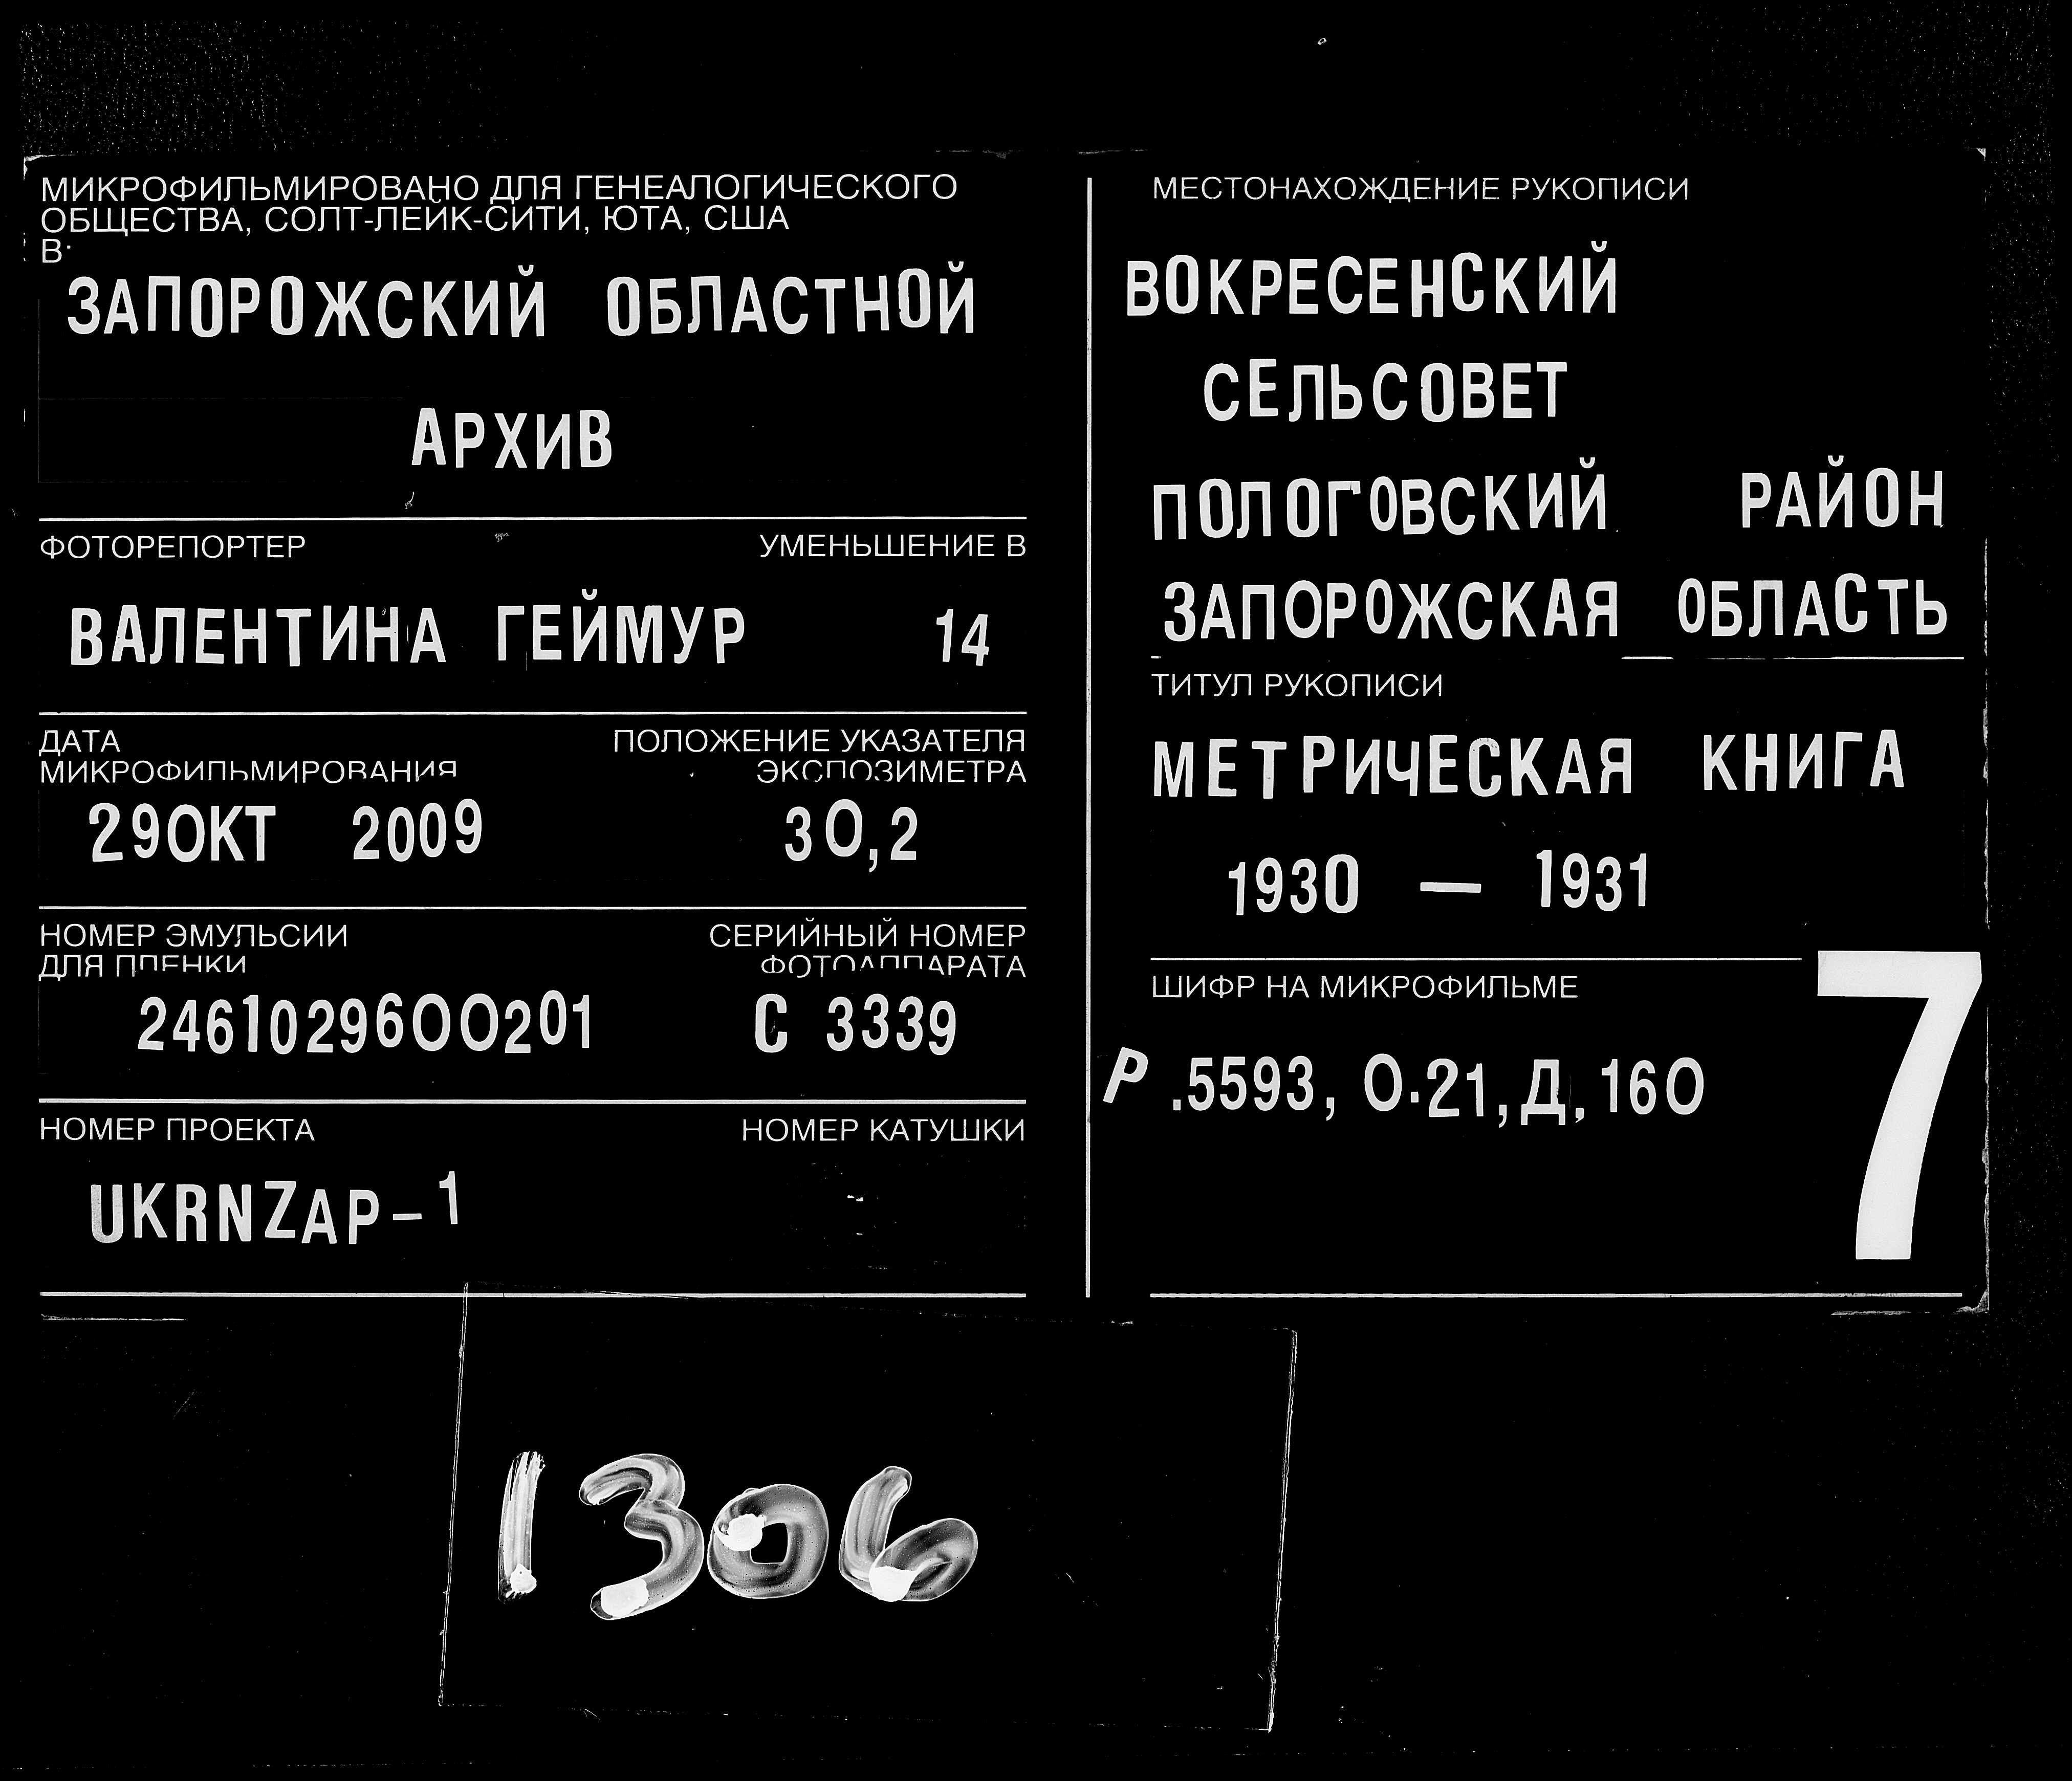 МИКРОФИЛЬМИРОВАНО ДЛЯ ГЕНЕАЛОГИЧЕСКОГО
ОБЩЕСТВА, СОЛТ-ЛЕЙК-СИТИ, ЮТА, США
В:
ЗАПОРОЖСКИЙ ОБЛАСТНОЙ
АРХИВ
ФОТОРЕПОРТЕР УМЕНЬШЕНИЕ В
ВАЛЕНТИНА ГЕЙМУР 14
ДАТА ПОЛОЖЕНИЕ УКАЗАТЕЛЯ
МИКРОФИЛЬМИРОВАНИЯ ЭКСПОЗИМЕТРА
29ОКТ 2009 30,2
НОМЕР ЭМУЛЬСИИ СЕРИЙНЫЙ НОМЕР
ДЛЯ ПЛЕНКИ ФОТОАППАРАТА
2461029600201 С 3339
НОМЕР ПРОЕКТА НОМЕР КАТУШКИ
UKRNZAP-1
МЕСТОНАХОЖДЕНИЕ РУКОПИСИ
ВОКРЕСЕНСКИЙ
СЕЛЬСОВЕТ
ПОЛОГОВСКИЙ РАЙОН
ЗАПОРОЖСКАЯ ОБЛАСТЬ
ТИТУЛ РУКОПИСИ
МЕТРИЧЕСКАЯ КНИГА
1930 — 1931
ШИФР НА МИКРОФИЛЬМЕ
Р.5593, О.21, Д, 160
7
1306